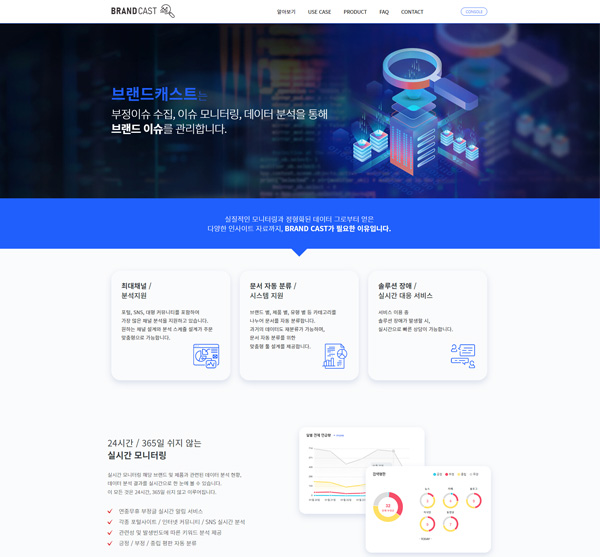 BRANDCAST
알아보기 USE CASE PRODUCT FAQ CONTACT
CONSOLE
브랜드캐스트는
부정이슈 수집, 이슈 모니터링, 데이터 분석을 통해
브랜드 이슈를 관리합니다.
실질적인 모니터링과 정형화된 데이터 그로부터 얻은
다양한 인사이트 자료까지, BRAND CAST가 필요한 이유입니다.
최대채널 /
분석지원
포털, SNS, 대형 커뮤니티를 포함하여
가장 많은 채널 분석을 지원하고 있습니다.
원하는 채널 설계와 분석 스케줄 설계가 주문
맞춤형으로 가능합니다.
문서 자동 분류 /
시스템 지원
브랜드 별, 제품 별, 유형 별 등 카테고리를
나누어 문서를 자동 분류합니다.
과거의 데이터도 재분류가 가능하며,
문서 자동 분류를 위한
맞춤형 툴 설계를 제공합니다.
솔루션 장애 /
실시간 대응 서비스
서비스 이용 중
솔루션 장애가 발생할 시,
실시간으로 빠른 상담이 가능합니다.
24시간 / 365일 쉬지 않는
실시간 모니터링
실시간 모니터링 해당 브랜드 및 제품과 관련된 데이터 분석 현황,
데이터 분석 결과를 실시간으로 한 눈에 볼 수 있습니다.
이 모든 것은 24시간, 365일 쉬지 않고 이루어집니다.
연중무휴 부정글 실시간 알림 서비스
각종 포털사이트 / 인터넷 커뮤니티 / SNS 실시간 분석
관련성 및 발생빈도에 따른 키워드 분석 제공
긍정 / 부정 / 중립 평판 자동 분류